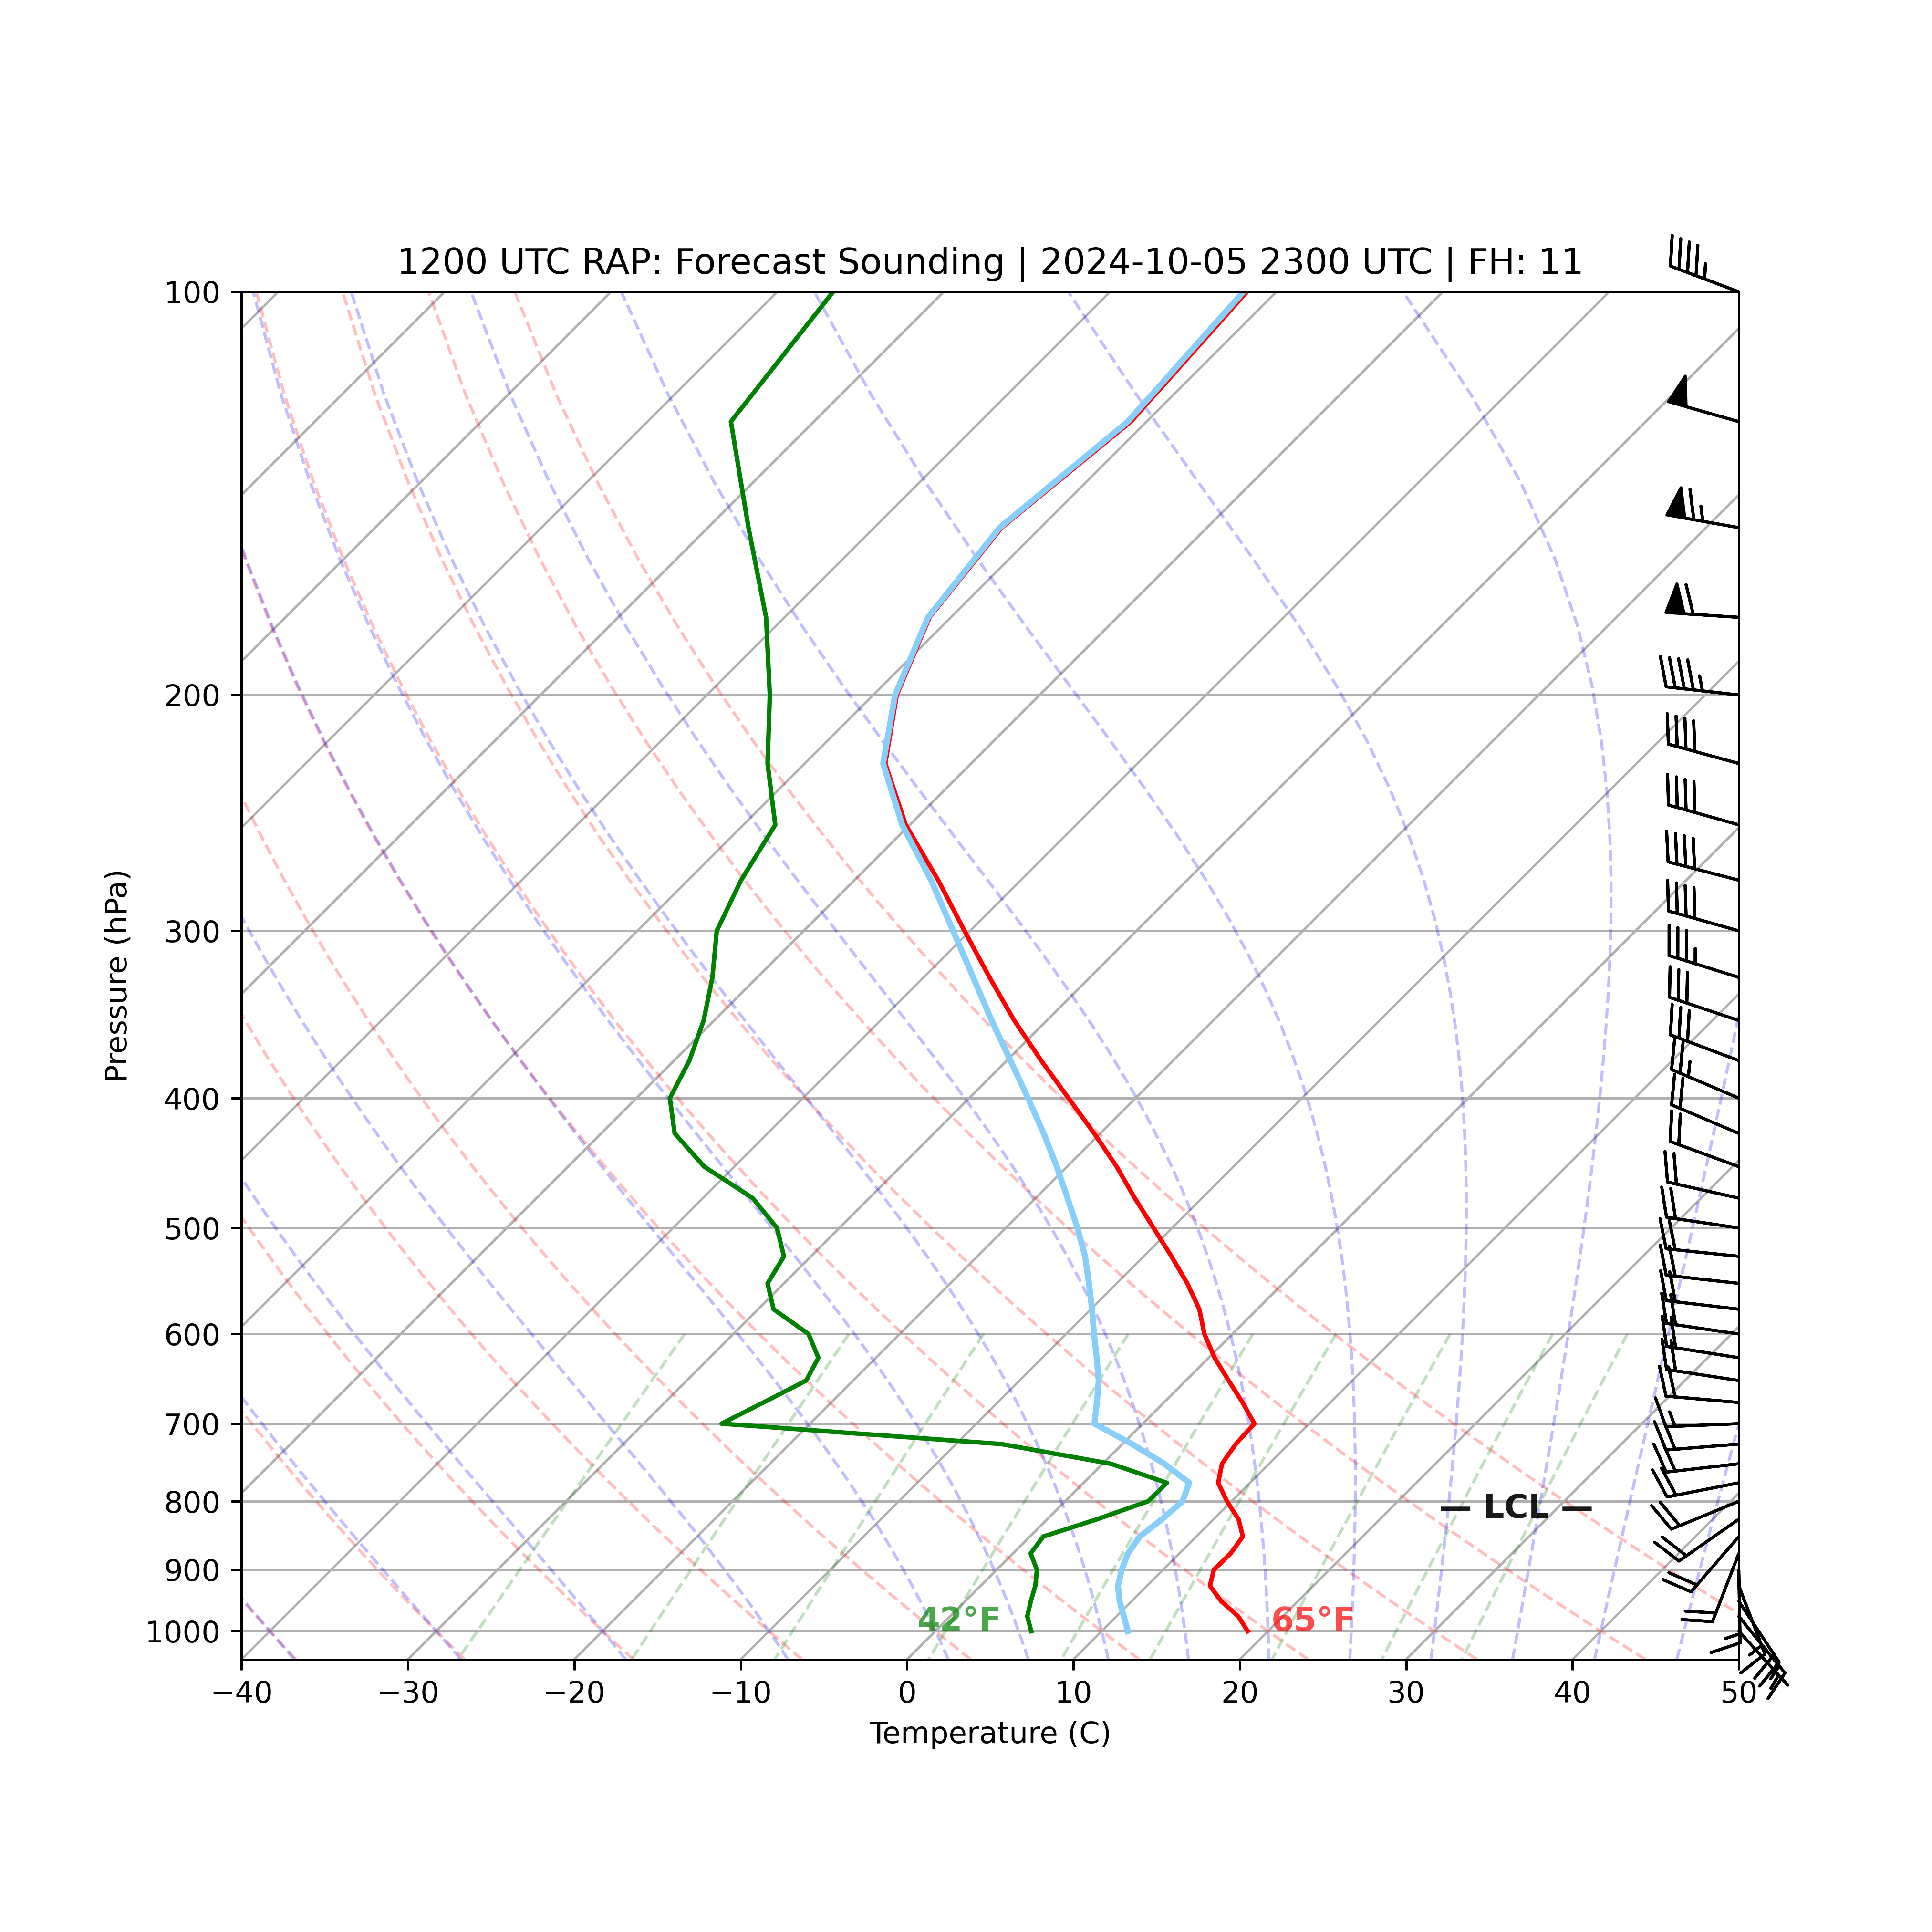 1200 UTC RAP: Forecast Sounding | 2024-10-05 2300 UTC | FH: 11
100
200
300
400
500
600
700
800
900
1000
Pressure (hPa)
— LCL —
42°F 65°F
−40 −30 −20 −10 0 10 20 30 40 50
Temperature (C)